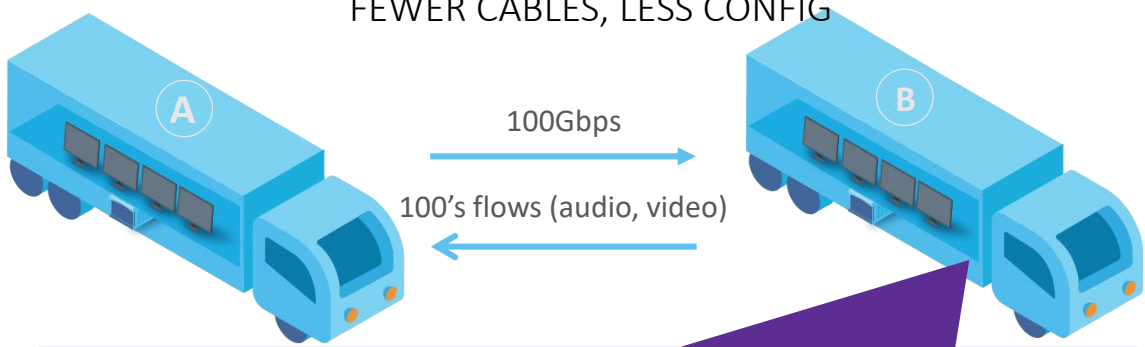 FEWER CABLES, LESS CONFIG
A
B
100Gbps
100's flows (audio, video)